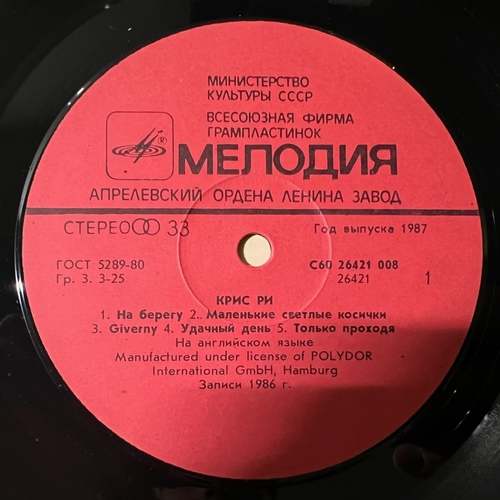 МИНИСТЕРСТВО
КУЛЬТУРЫ СССР
ВСЕСОЮЗНАЯ ФИРМА
ГРАМПЛАСТИНОК
®
МЕЛОДИЯ
АПРЕЛЕВСКИЙ ОРДЕНА ЛЕНИНА ЗАВОД
СТЕРЕО 33
Год выпуска 1987
ГОСТ 5289-80
С60 26421 008
Гр. 3. 3-25
26421
1
КРИС РИ
1. На берегу 2. Маленькие светлые косички
3. Giverny 4. Удачный день 5. Только проходя
На английском языке
Manufactured under license of POLYDOR
International GmbH, Hamburg
Записи 1986 г.